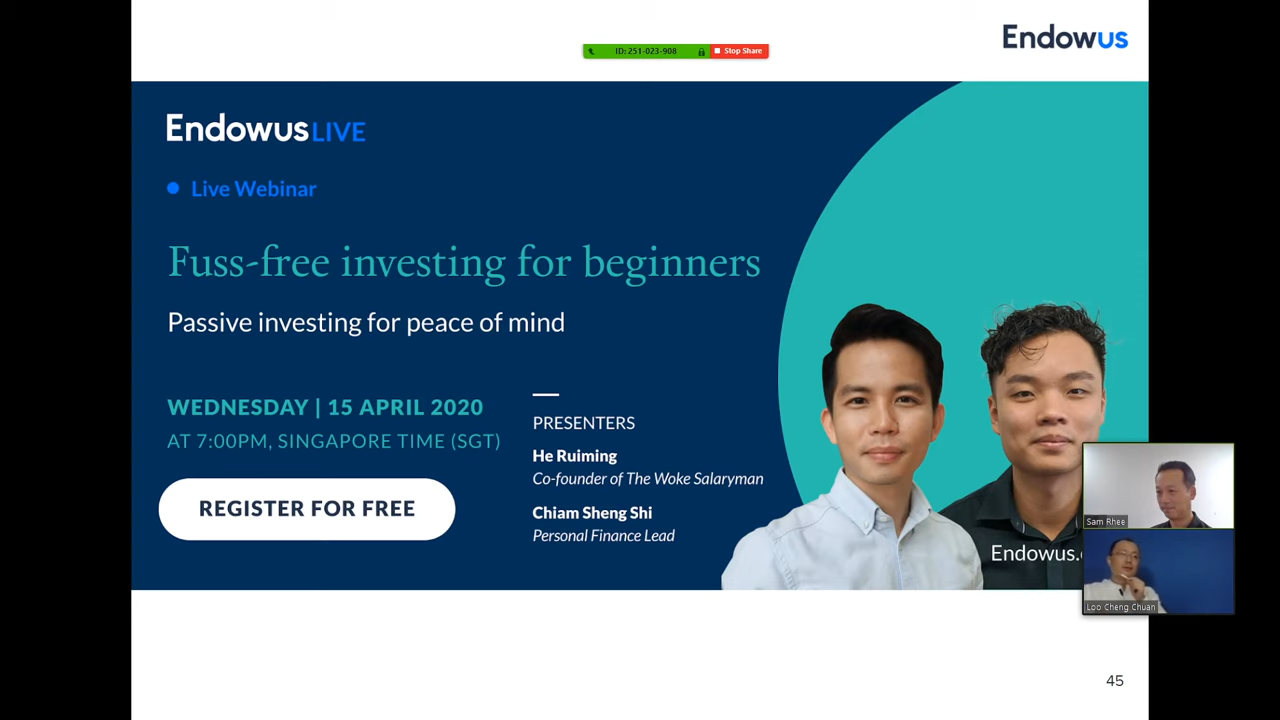 Endowus
ID: 251-023-908
Stop Share
Endowus LIVE
Live Webinar
Fuss-free investing for beginners
Passive investing for peace of mind
WEDNESDAY | 15 APRIL 2020
AT 7:00PM, SINGAPORE TIME (SGT)
REGISTER FOR FREE
PRESENTERS
He Ruiming
Co-founder of The Woke Salaryman
Chiam Sheng Shi
Personal Finance Lead
Sam Rhee
Endowus.
Loo Cheng Chuan
45